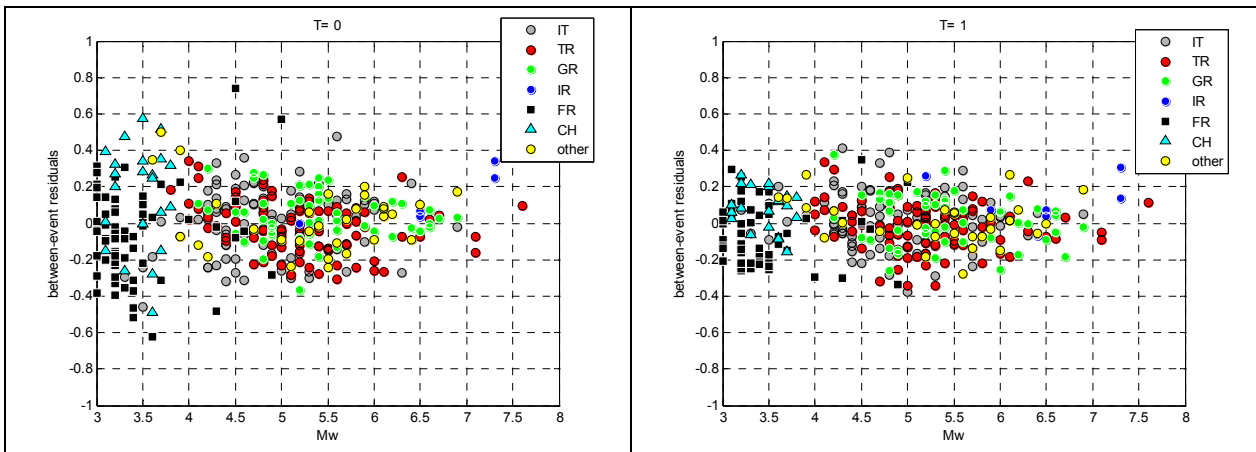 T= 0
IT
TR
GR
IR
FR
CH
other
1
0.8
0.6
0.4
0.2
0
-0.2
-0.4
-0.6
-0.8
-1
between-event residuals
3 3.5 4 4.5 5 5.5 6 6.5 7 7.5 8
Mw
T= 1
IT
TR
GR
IR
FR
CH
other
1
0.8
0.6
0.4
0.2
0
-0.2
-0.4
-0.6
-0.8
-1
between-event residuals
3 3.5 4 4.5 5 5.5 6 6.5 7 7.5 8
Mw